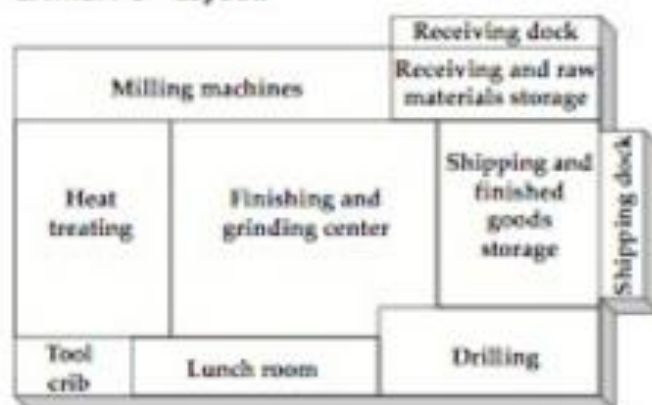 Receiving dock
Milling machines
Receiving and raw
materials storage
Heat
treating
Finishing and
grinding center
Shipping and
finished
goods
storage
Shipping dock
Tool
crib
Lunch room
Drilling